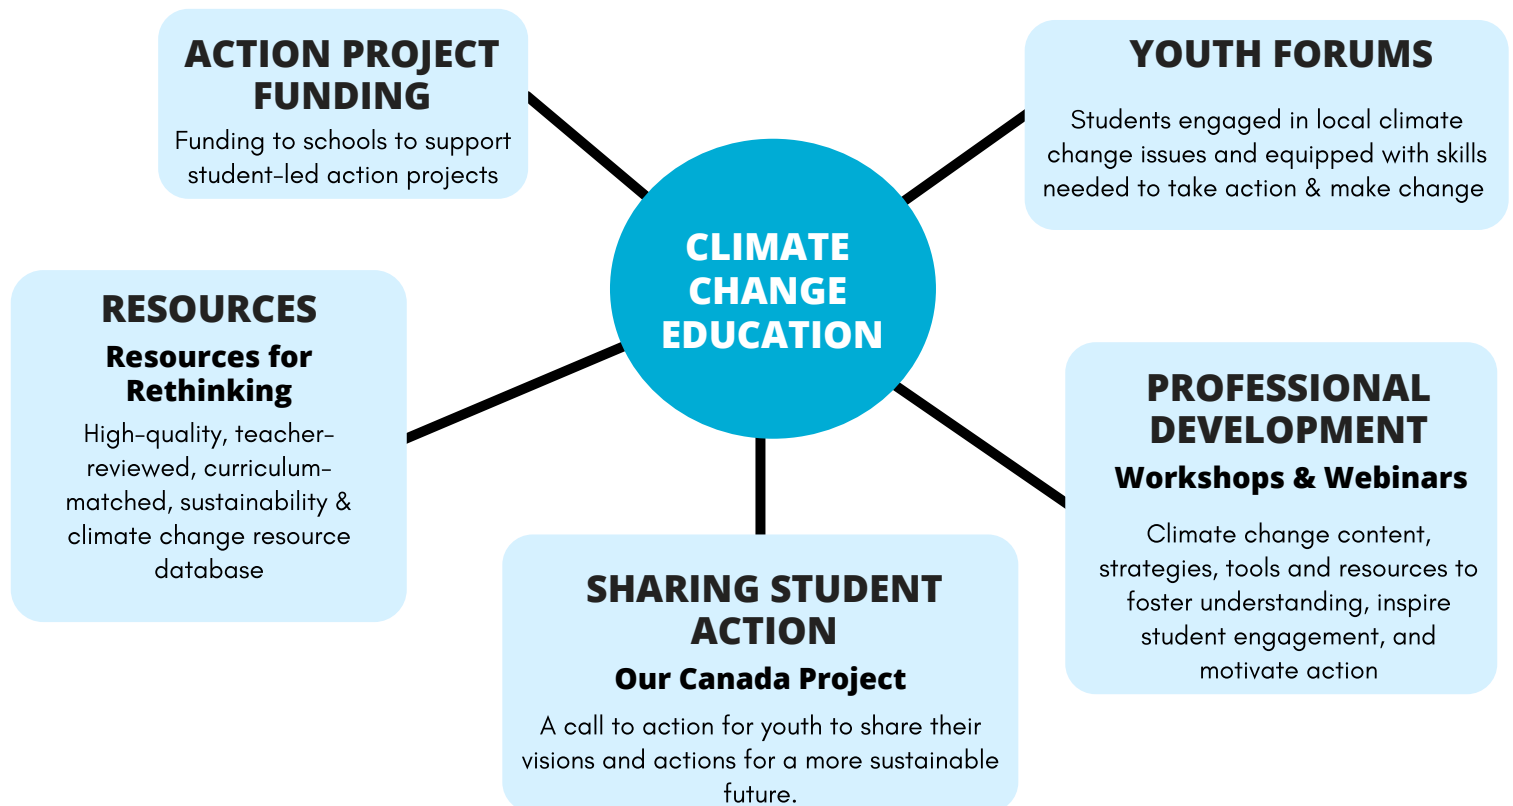 ACTION PROJECT
FUNDING
Funding to schools to support
student-led action projects
YOUTH FORUMS
Students engaged in local climate
change issues and equipped with skills
needed to take action & make change
CLIMATE
CHANGE
EDUCATION
RESOURCES
Resources for
Rethinking
High-quality, teacher-
reviewed, curriculum-
matched, sustainability &
climate change resource
database
PROFESSIONAL
DEVELOPMENT
Workshops & Webinars
Climate change content,
strategies, tools and resources to
foster understanding, inspire
student engagement, and
motivate action
SHARING STUDENT
ACTION
Our Canada Project
A call to action for youth to share their
visions and actions for a more sustainable
future.